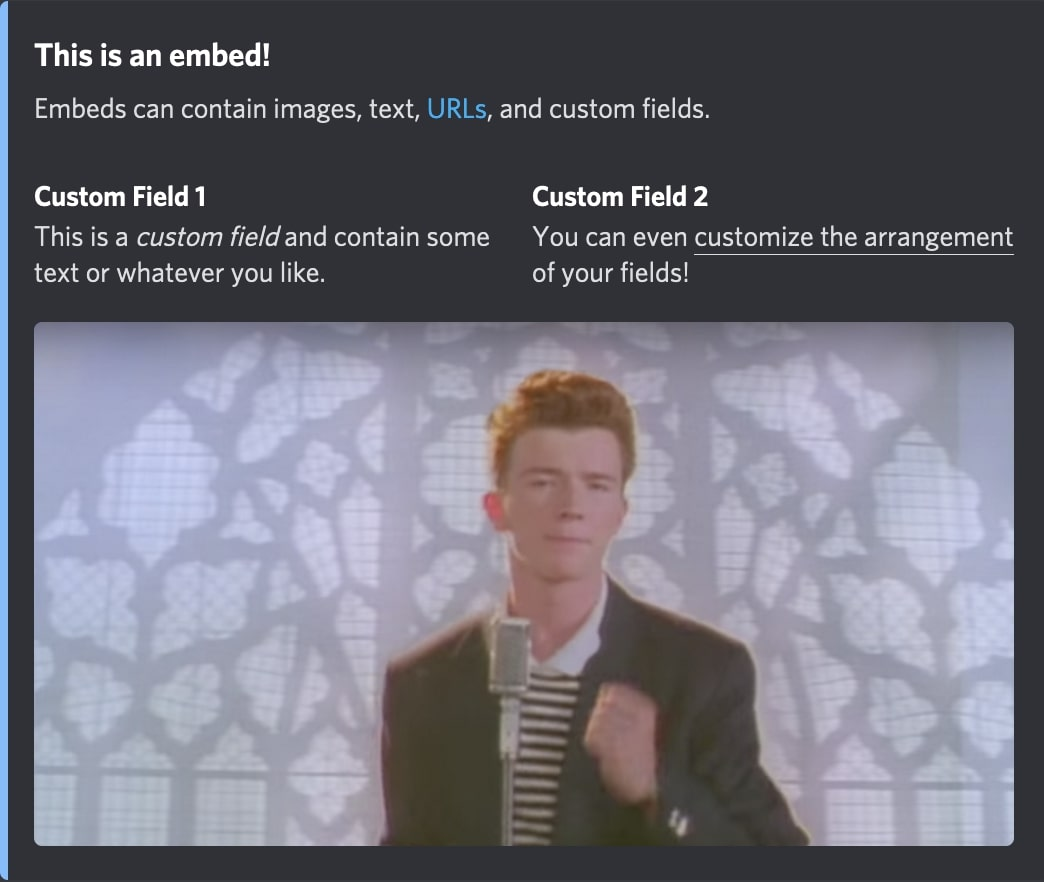 This is an embed!
Embeds can contain images, text, URLs, and custom fields.
Custom Field 1
This is a custom field and contain some
text or whatever you like.
Custom Field 2
You can even customize the arrangement
of your fields!